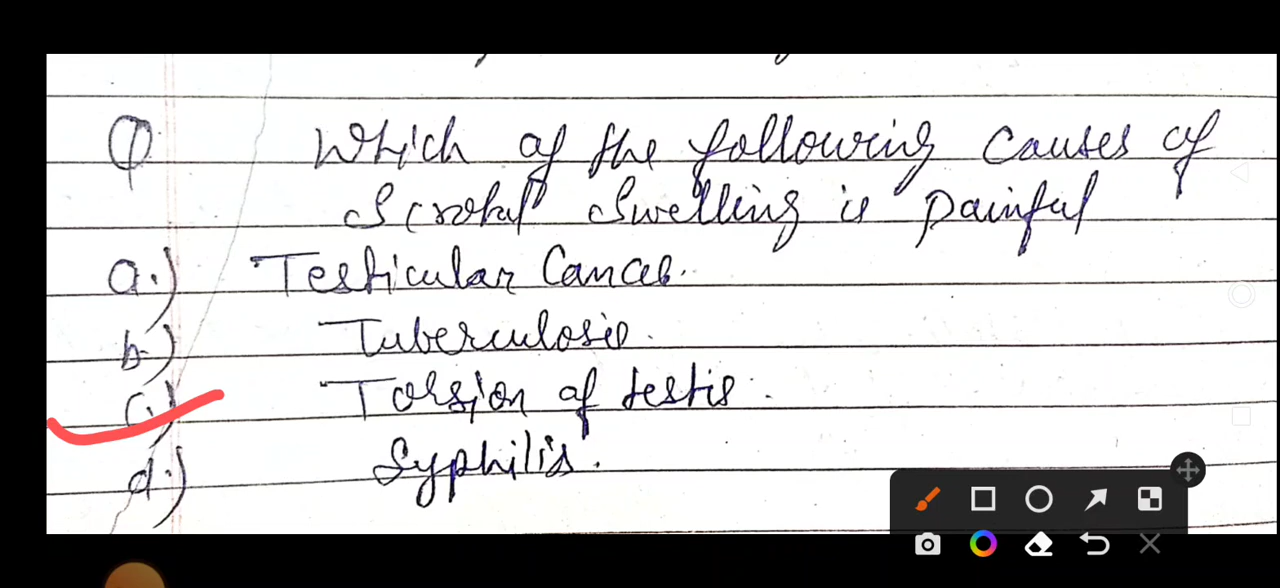 Q Which of the following causes of
Scrotal Swelling is painful
a.) Testicular Cancer.
b.) Tuberculosis.
c.) Torsion of testis.
d.) Syphilis.